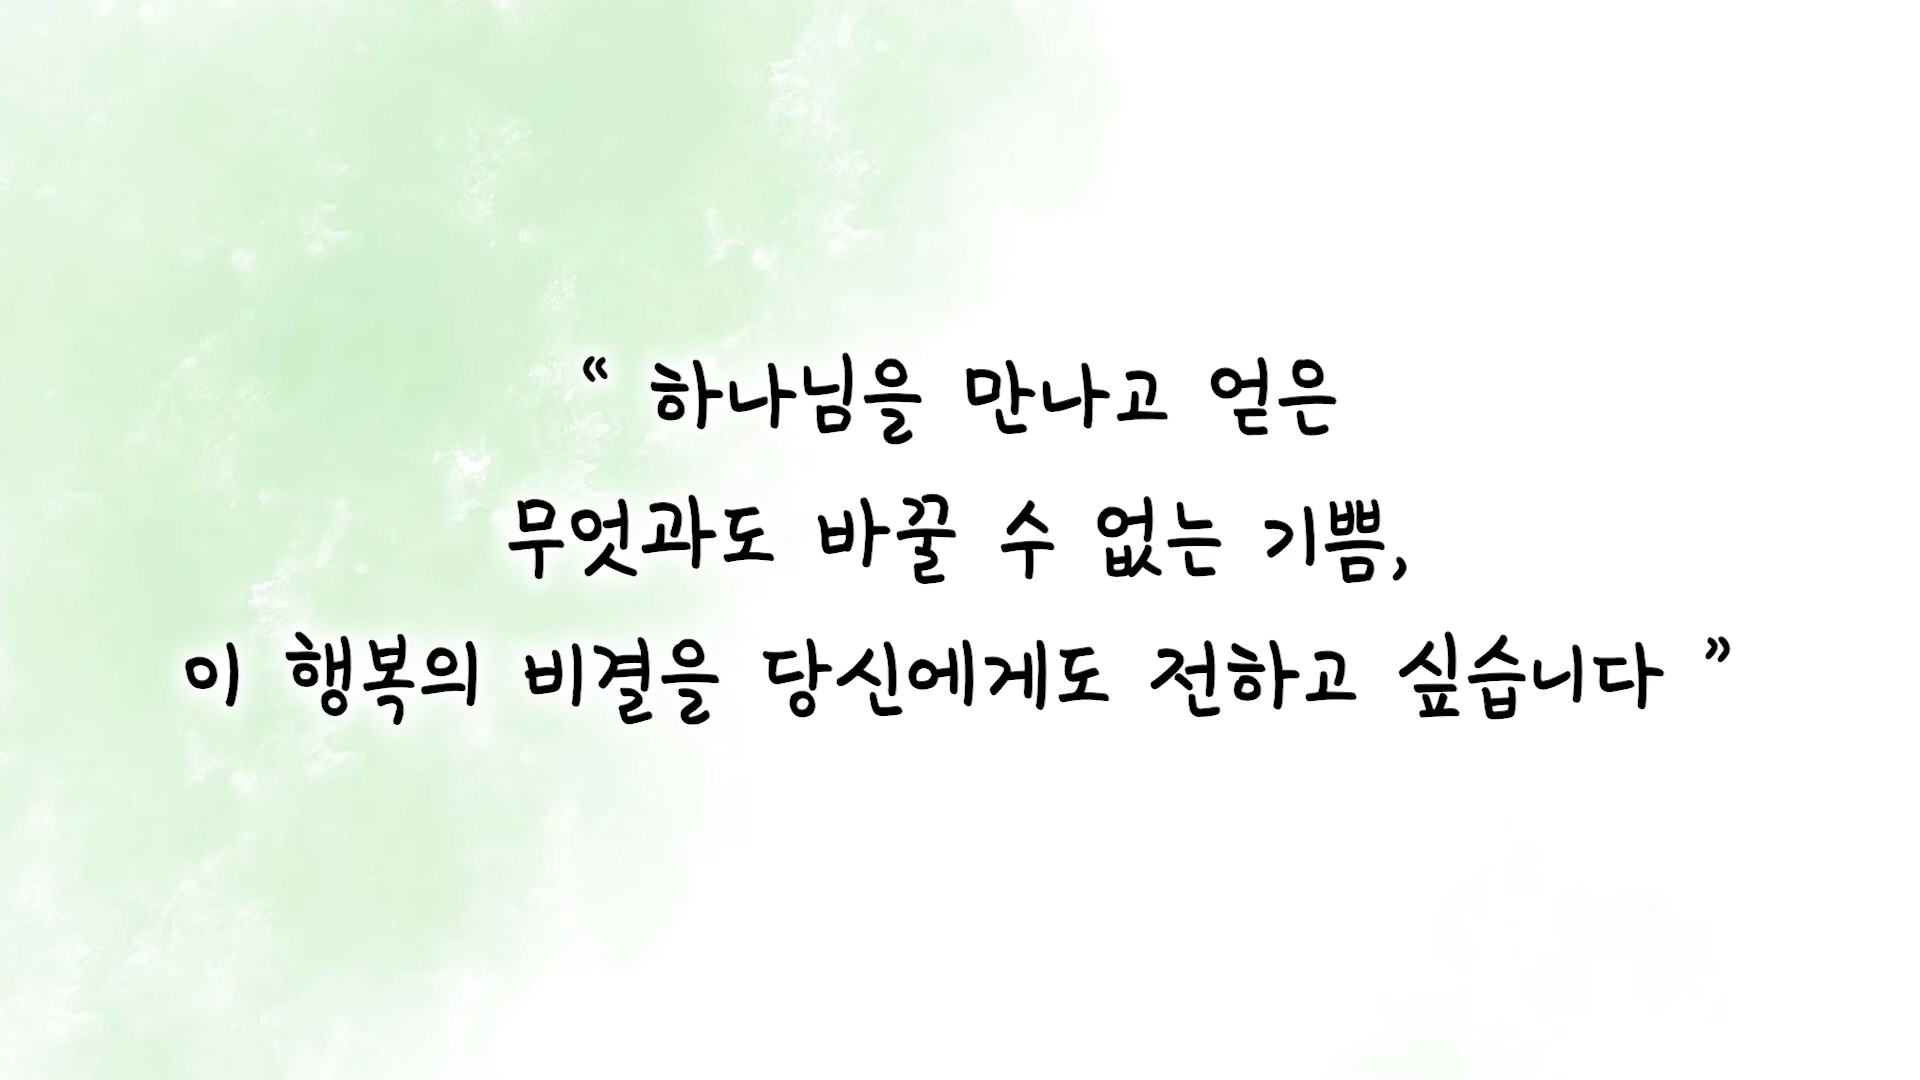 “ 하나님을 만나고 얻은
무엇과도 바꿀 수 없는 기쁨,
이 행복의 비결을 당신에게도 전하고 싶습니다 ”